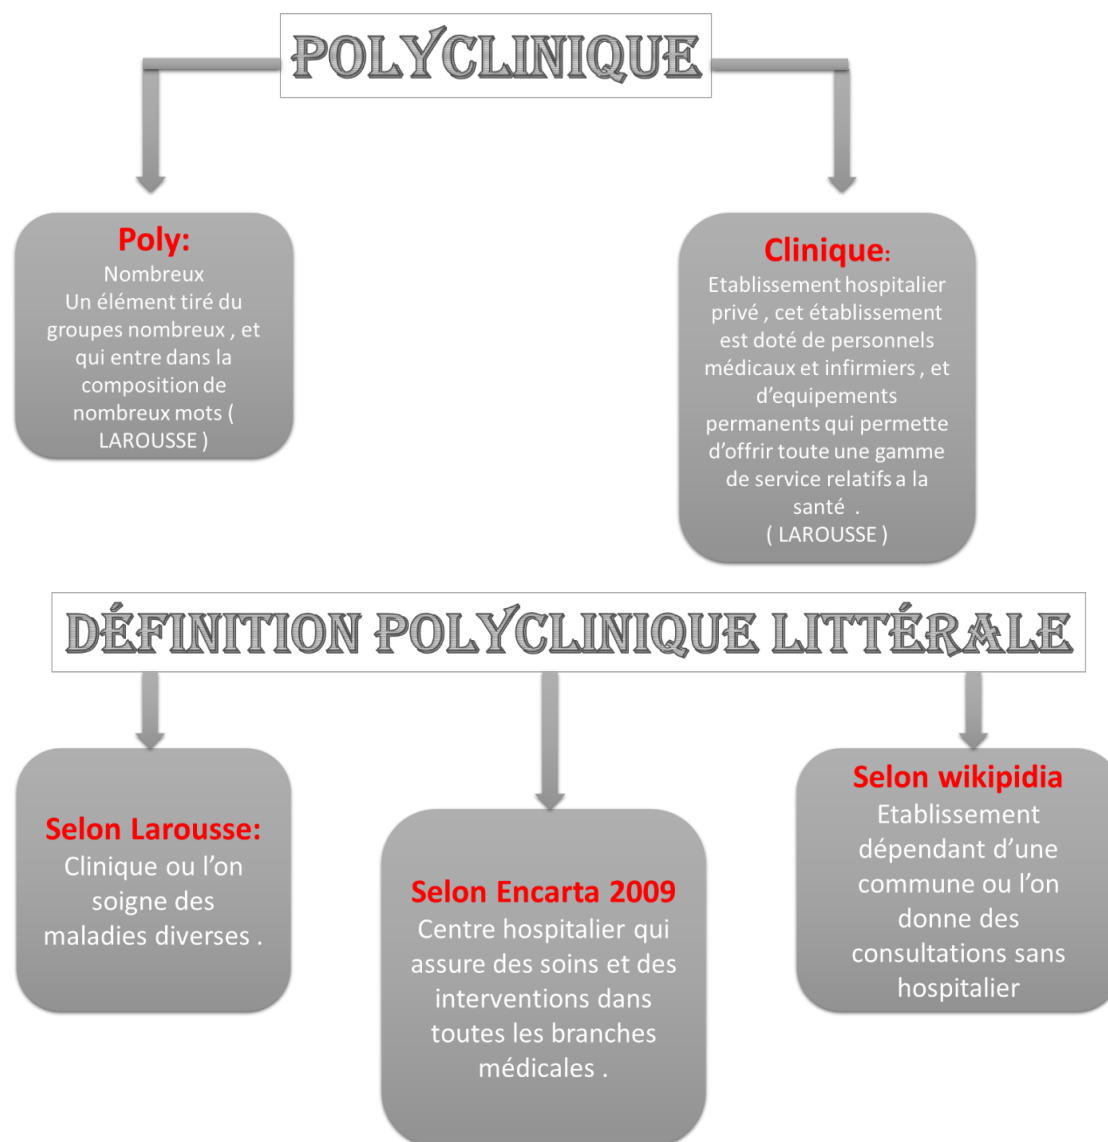 POLYCLINIQUE
Poly:
Nombreux
Un élément tiré du
groupes nombreux , et
qui entre dans la
composition de
nombreux mots (
LAROUSSE )
Clinique:
Etablissement hospitalier
privé , cet établissement
est doté de personnels
médicaux et infirmiers , et
d’equipements
permanents qui permette
d’offrir toute une gamme
de service relatifs a la
santé .
( LAROUSSE )
DÉFINITION POLYCLINIQUE LITTÉRALE
Selon Larousse:
Clinique ou l’on
soigne des
maladies diverses .
Selon Encarta 2009
Centre hospitalier qui
assure des soins et des
interventions dans
toutes les branches
médicales .
Selon wikipidia
Etablissement
dépendant d’une
commune ou l’on
donne des
consultations sans
hospitalier